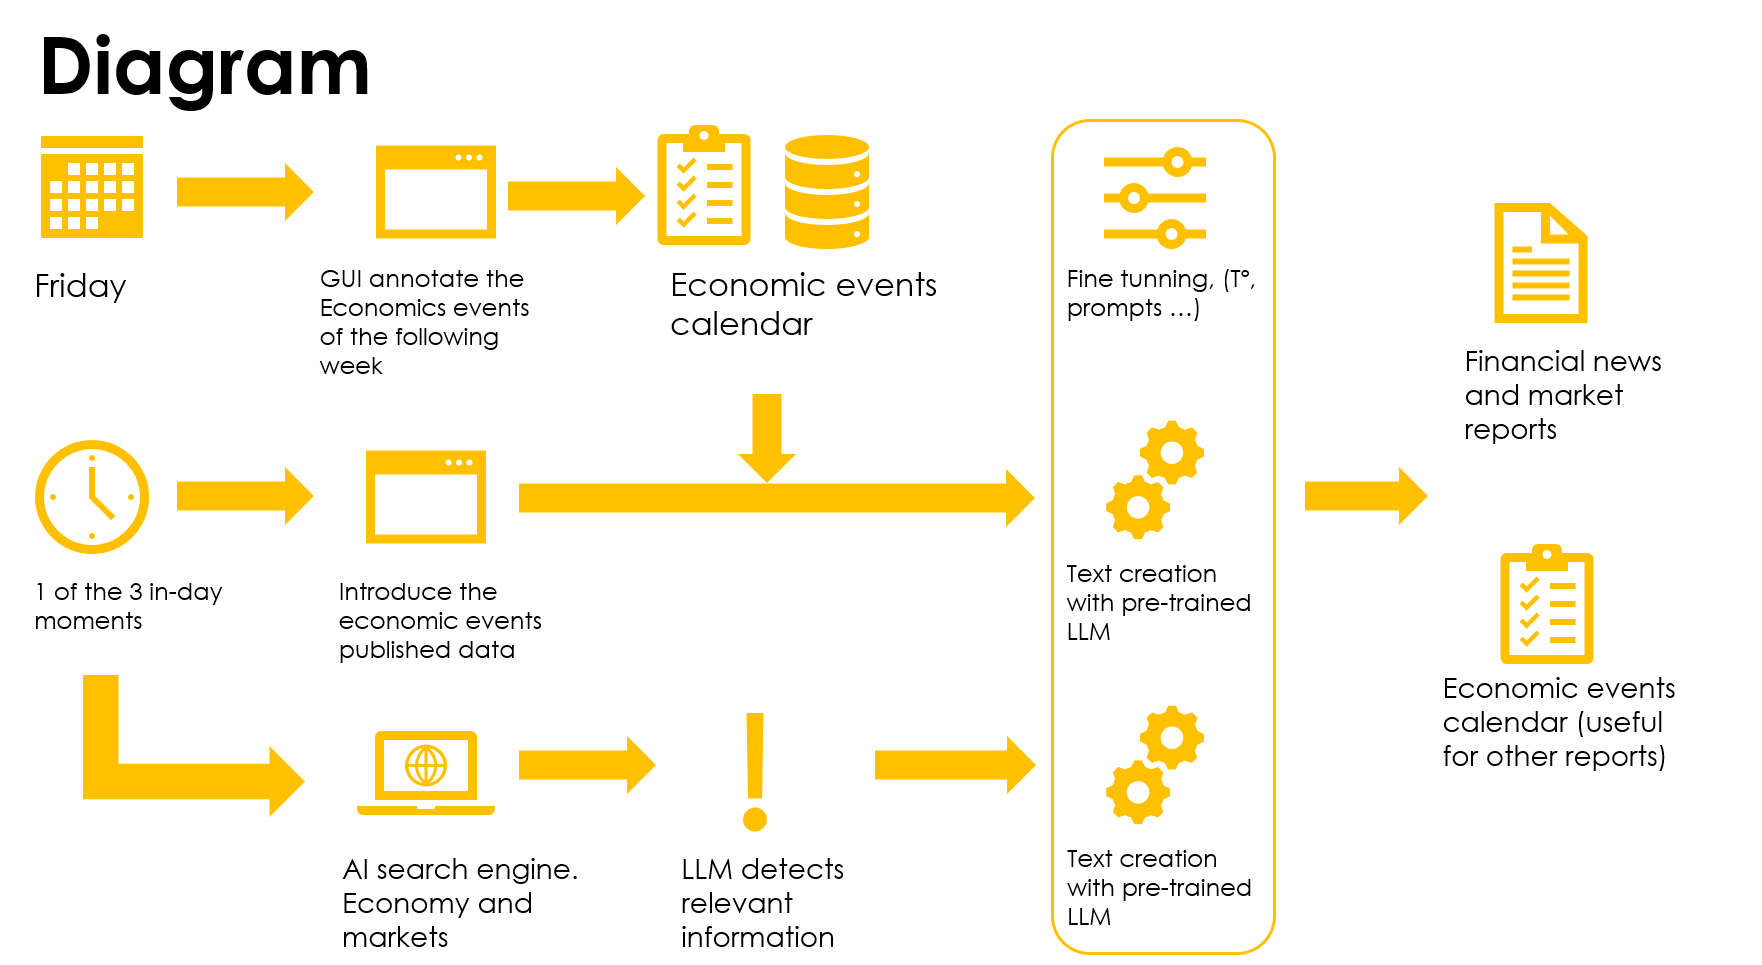 Diagram
Friday
GUI annotate the
Economics events
of the following
week
Economic events
calendar
Fine tunning, (T°,
prompts ...)
Financial news
and market
reports
1 of the 3 in-day
moments
Introduce the
economic events
published data
Text creation
with pre-trained
LLM
Economic events
calendar (useful
for other reports)
AI search engine.
Economy and
markets
LLM detects
relevant
information
Text creation
with pre-trained
LLM